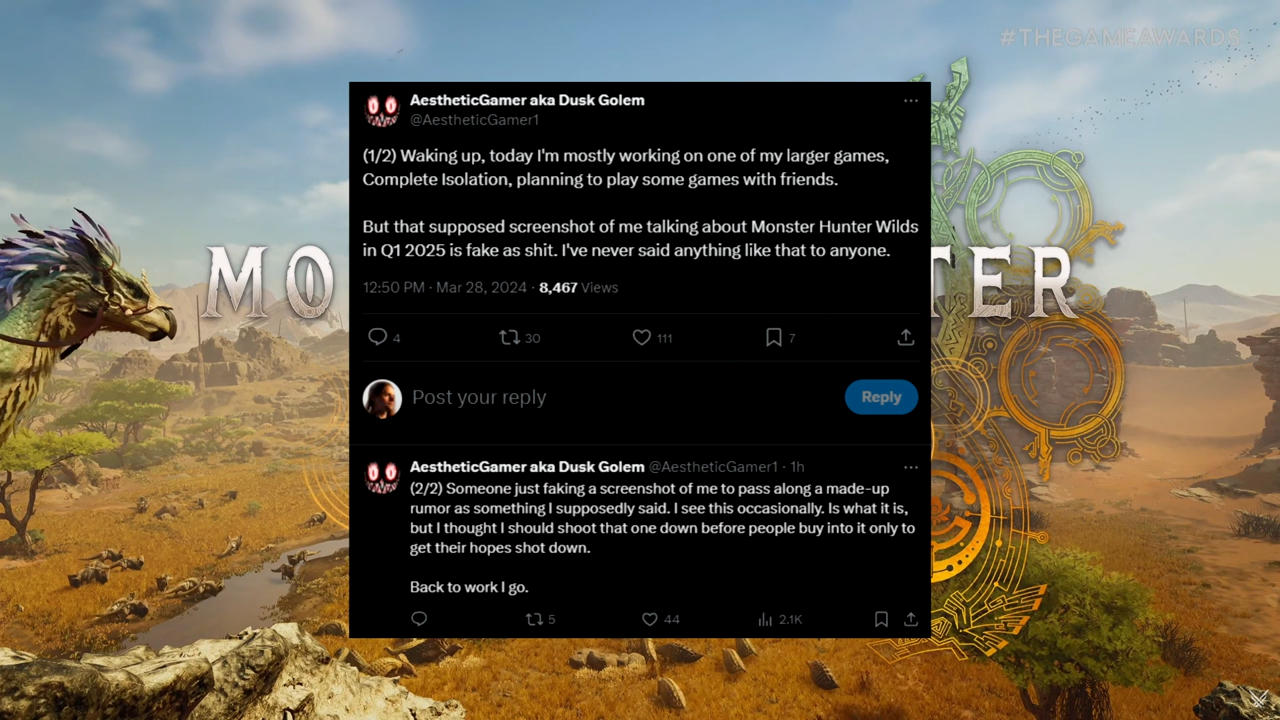 #THEGAMEAWARDS
MO
TER
AestheticGamer aka Dusk Golem
@AestheticGamer1
(1/2) Waking up, today I'm mostly working on one of my larger games,
Complete Isolation, planning to play some games with friends.
But that supposed screenshot of me talking about Monster Hunter Wilds
in Q1 2025 is fake as shit. I've never said anything like that to anyone.
12:50 PM · Mar 28, 2024 · 8,467 Views
4 30 111 7
Post your reply
Reply
AestheticGamer aka Dusk Golem @AestheticGamer1 · 1h
(2/2) Someone just faking a screenshot of me to pass along a made-up
rumor as something I supposedly said. I see this occasionally. Is what it is,
but I thought I should shoot that one down before people buy into it only to
get their hopes shot down.
Back to work I go.
5 44 2.1K